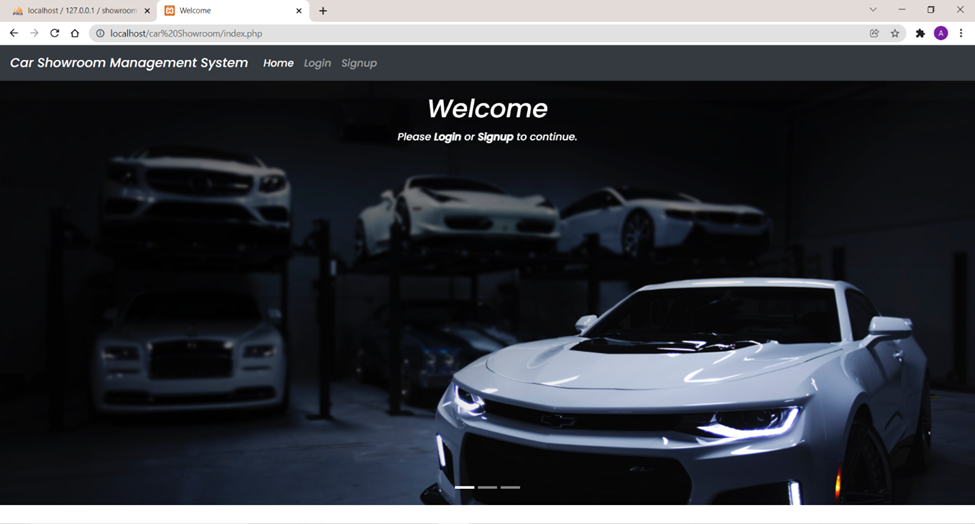 localhost / 127.0.0.1 / showroom
Welcome
localhost/car%20Showroom/index.php
A
Car Showroom Management System Home Login Signup
Welcome
Please Login or Signup to continue.